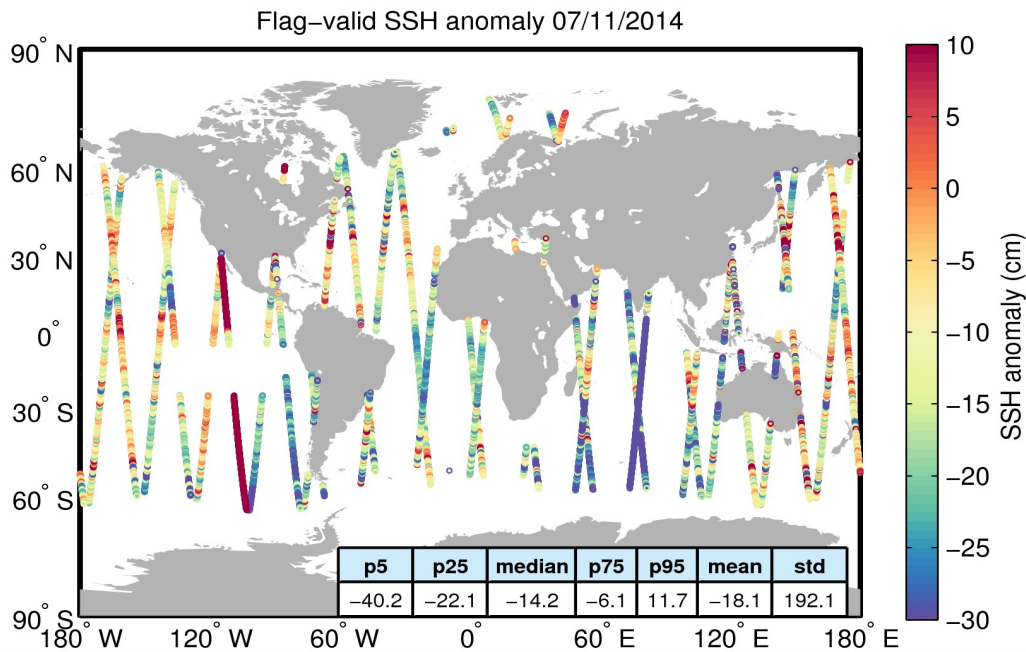 Flag−valid SSH anomaly 07/11/2014
90° N
60° N
30° N
0°
30° S
60° S
90° S
180° W
120° W
60° W
0°
60° E
120° E
180° E
p5 p25 median p75 p95 mean std
−40.2 −22.1 −14.2 −6.1 11.7 −18.1 192.1
10
5
0
−5
−10
−15
−20
−25
−30
SSH anomaly (cm)